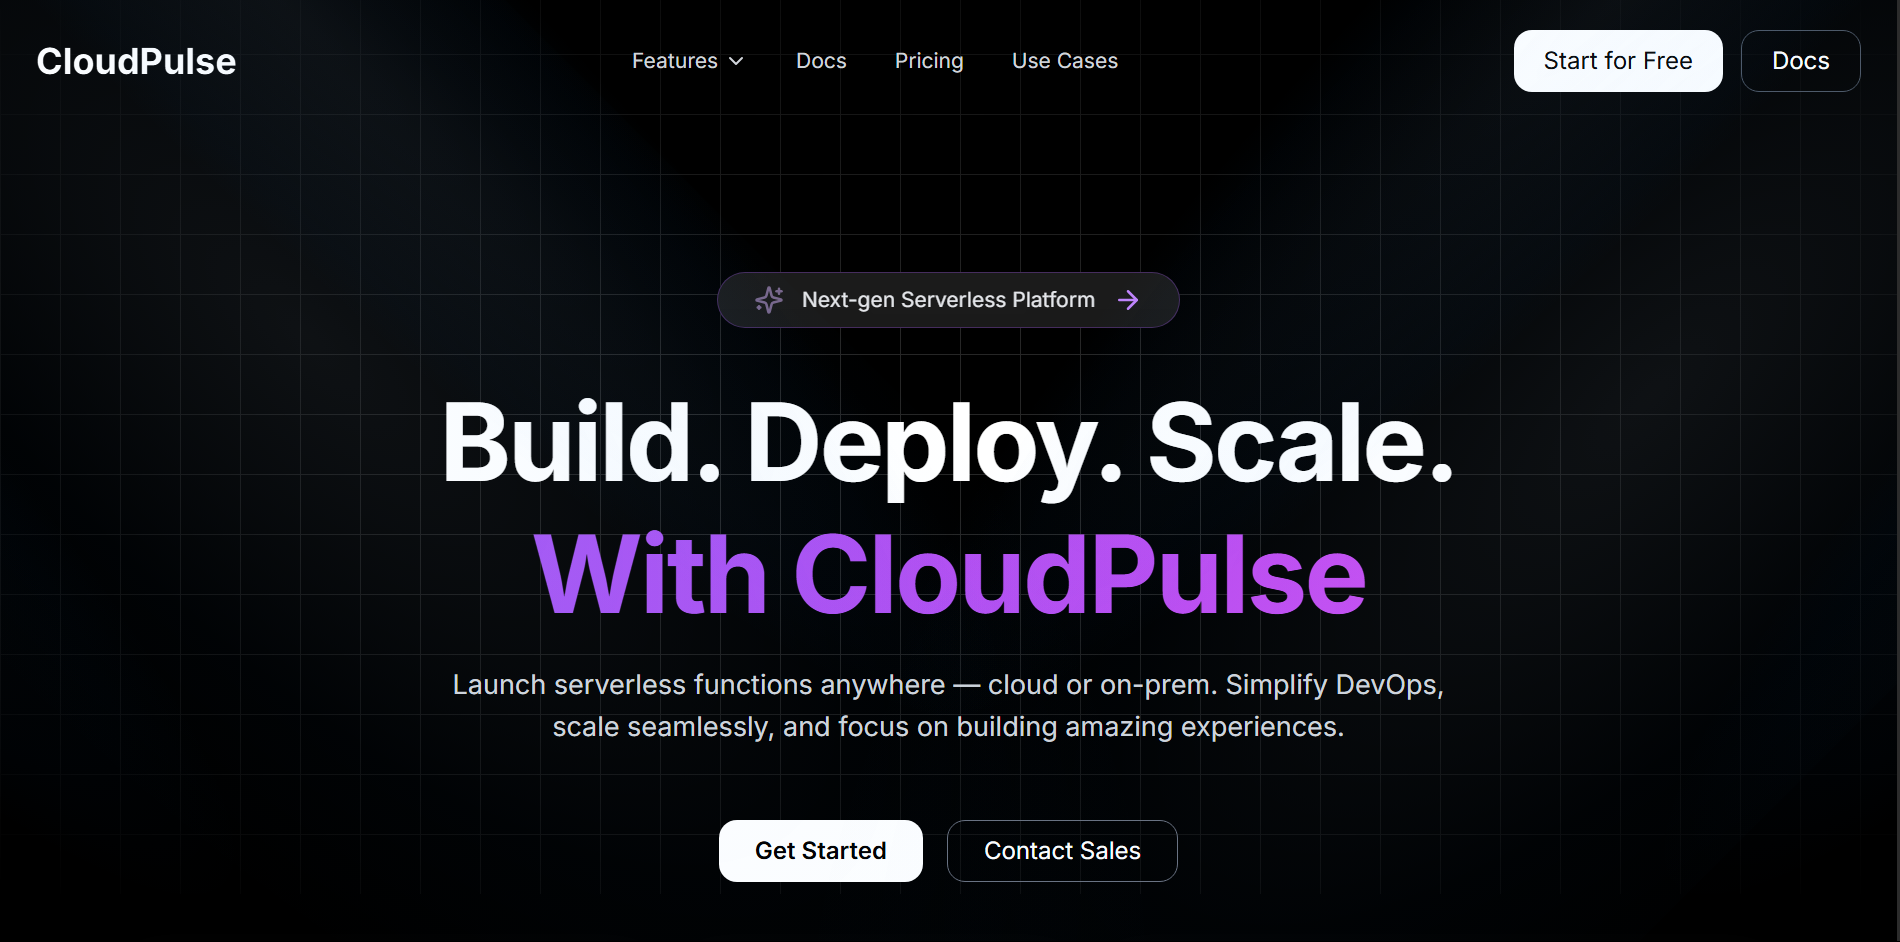 CloudPulse
Features
Docs
Pricing
Use Cases
Start for Free
Docs
Next-gen Serverless Platform
Build. Deploy. Scale.
With CloudPulse
Launch serverless functions anywhere — cloud or on-prem. Simplify DevOps,
scale seamlessly, and focus on building amazing experiences.
Get Started
Contact Sales